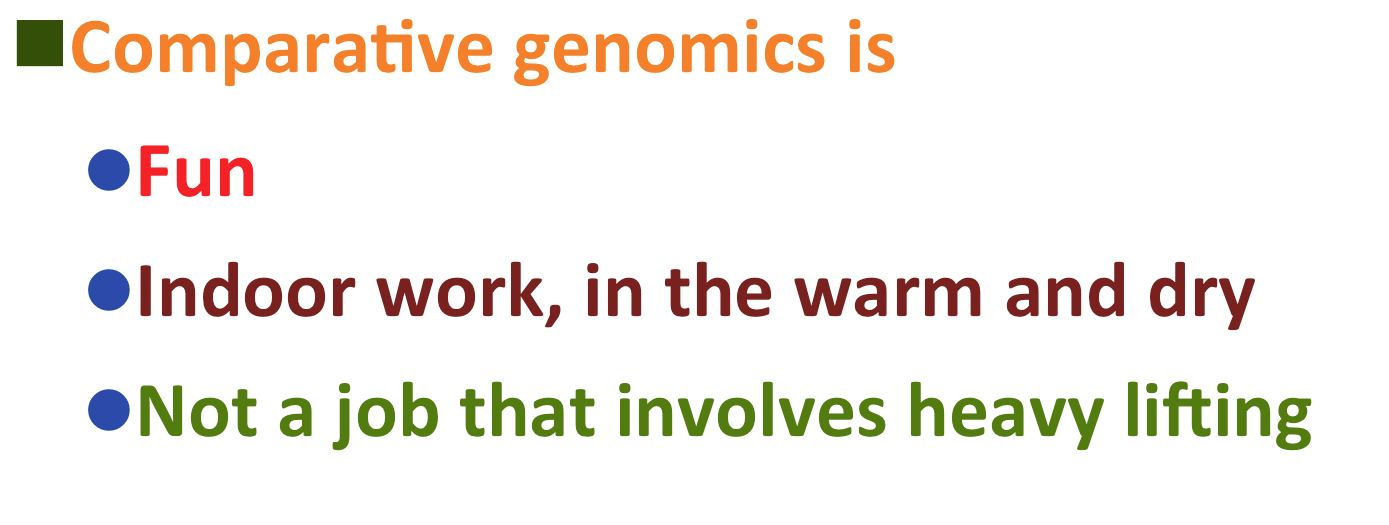 Comparative genomics is
Fun
Indoor work, in the warm and dry
Not a job that involves heavy lifting